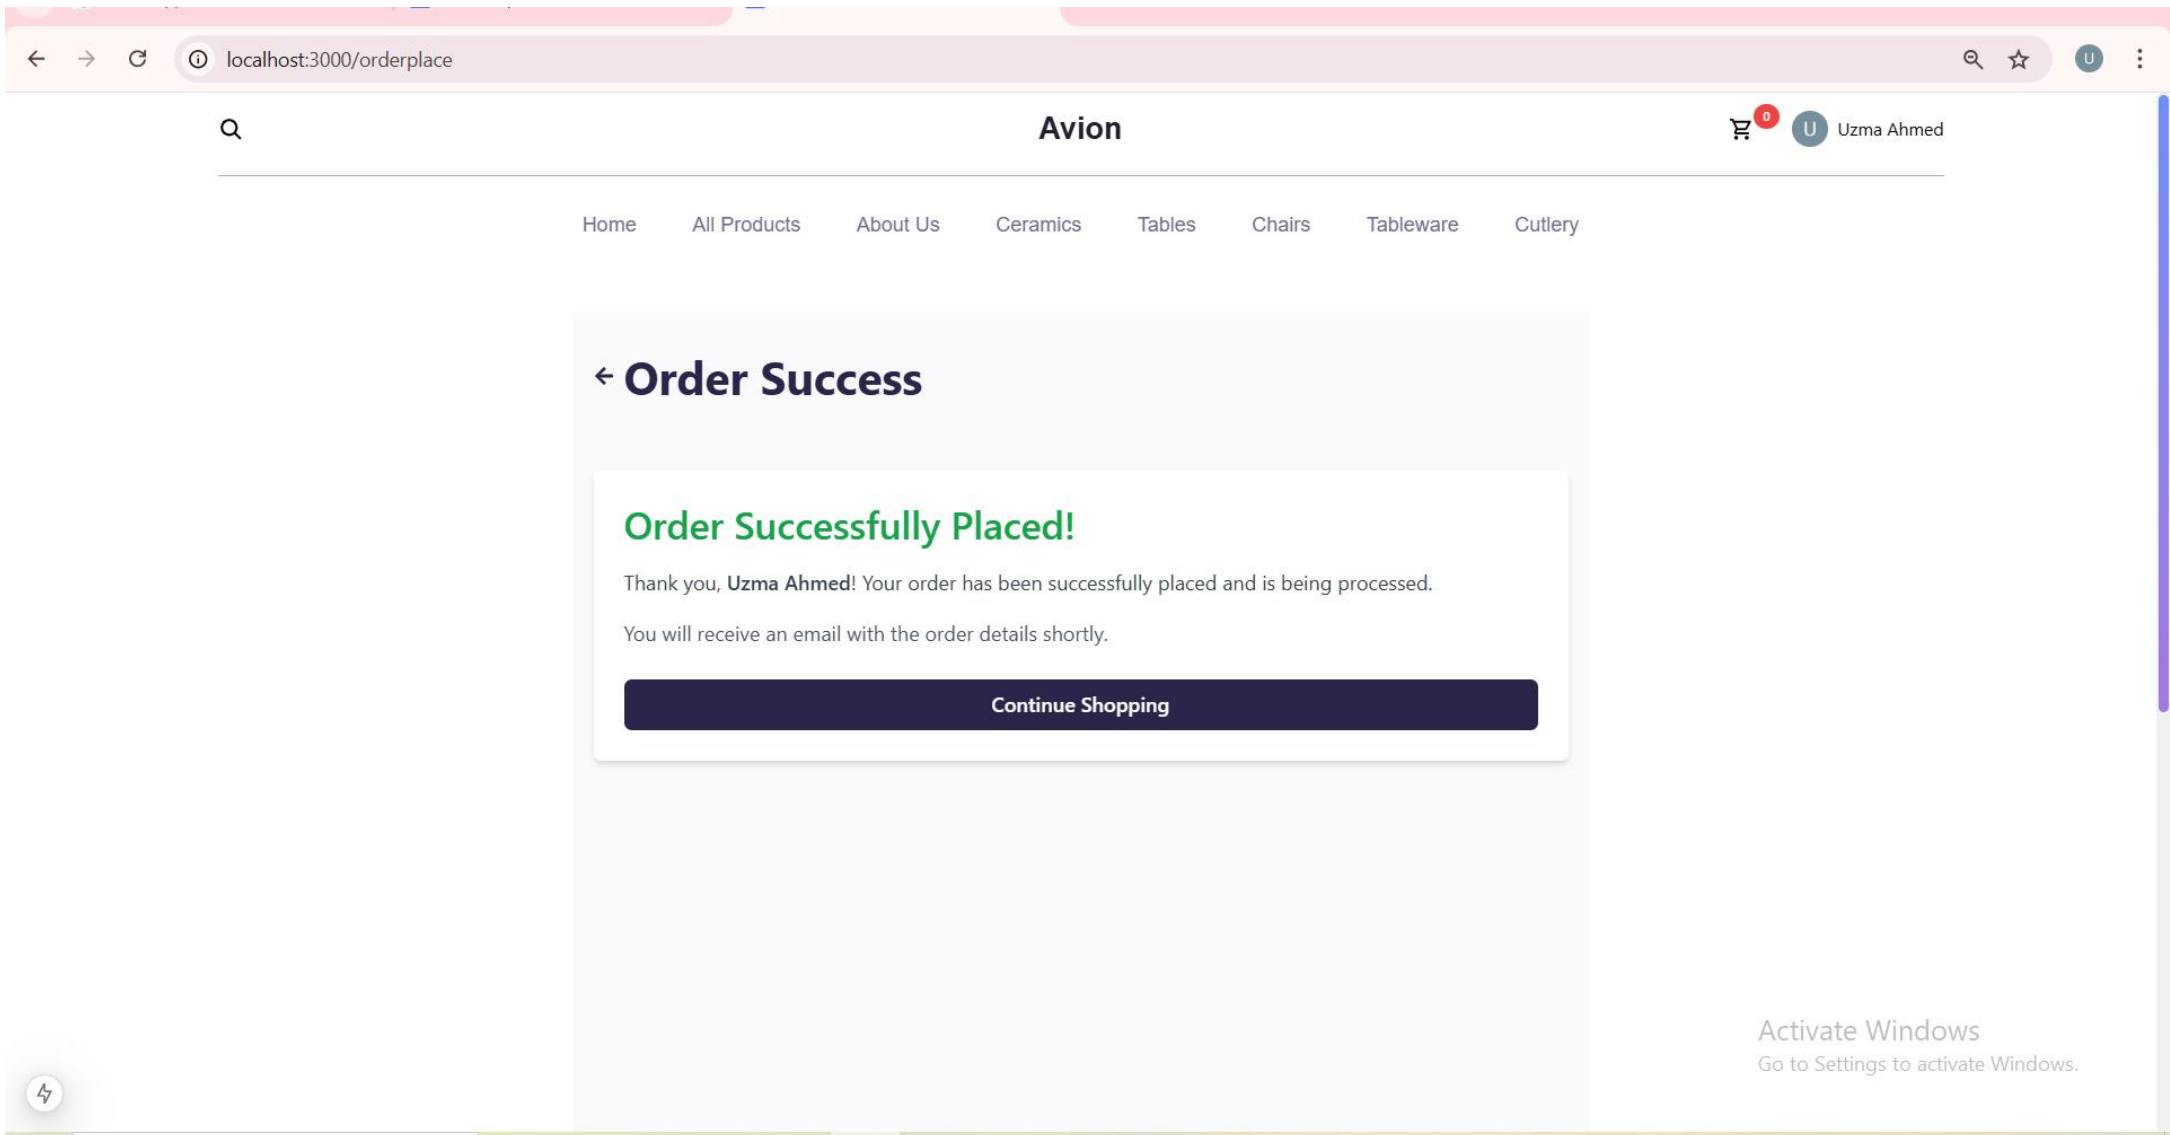 localhost:3000/orderplace
U
Avion
0
U
Uzma Ahmed
Home All Products About Us Ceramics Tables Chairs Tableware Cutlery
Order Success
Order Successfully Placed!
Thank you, Uzma Ahmed! Your order has been successfully placed and is being processed.
You will receive an email with the order details shortly.
Continue Shopping
Activate Windows
Go to Settings to activate Windows.